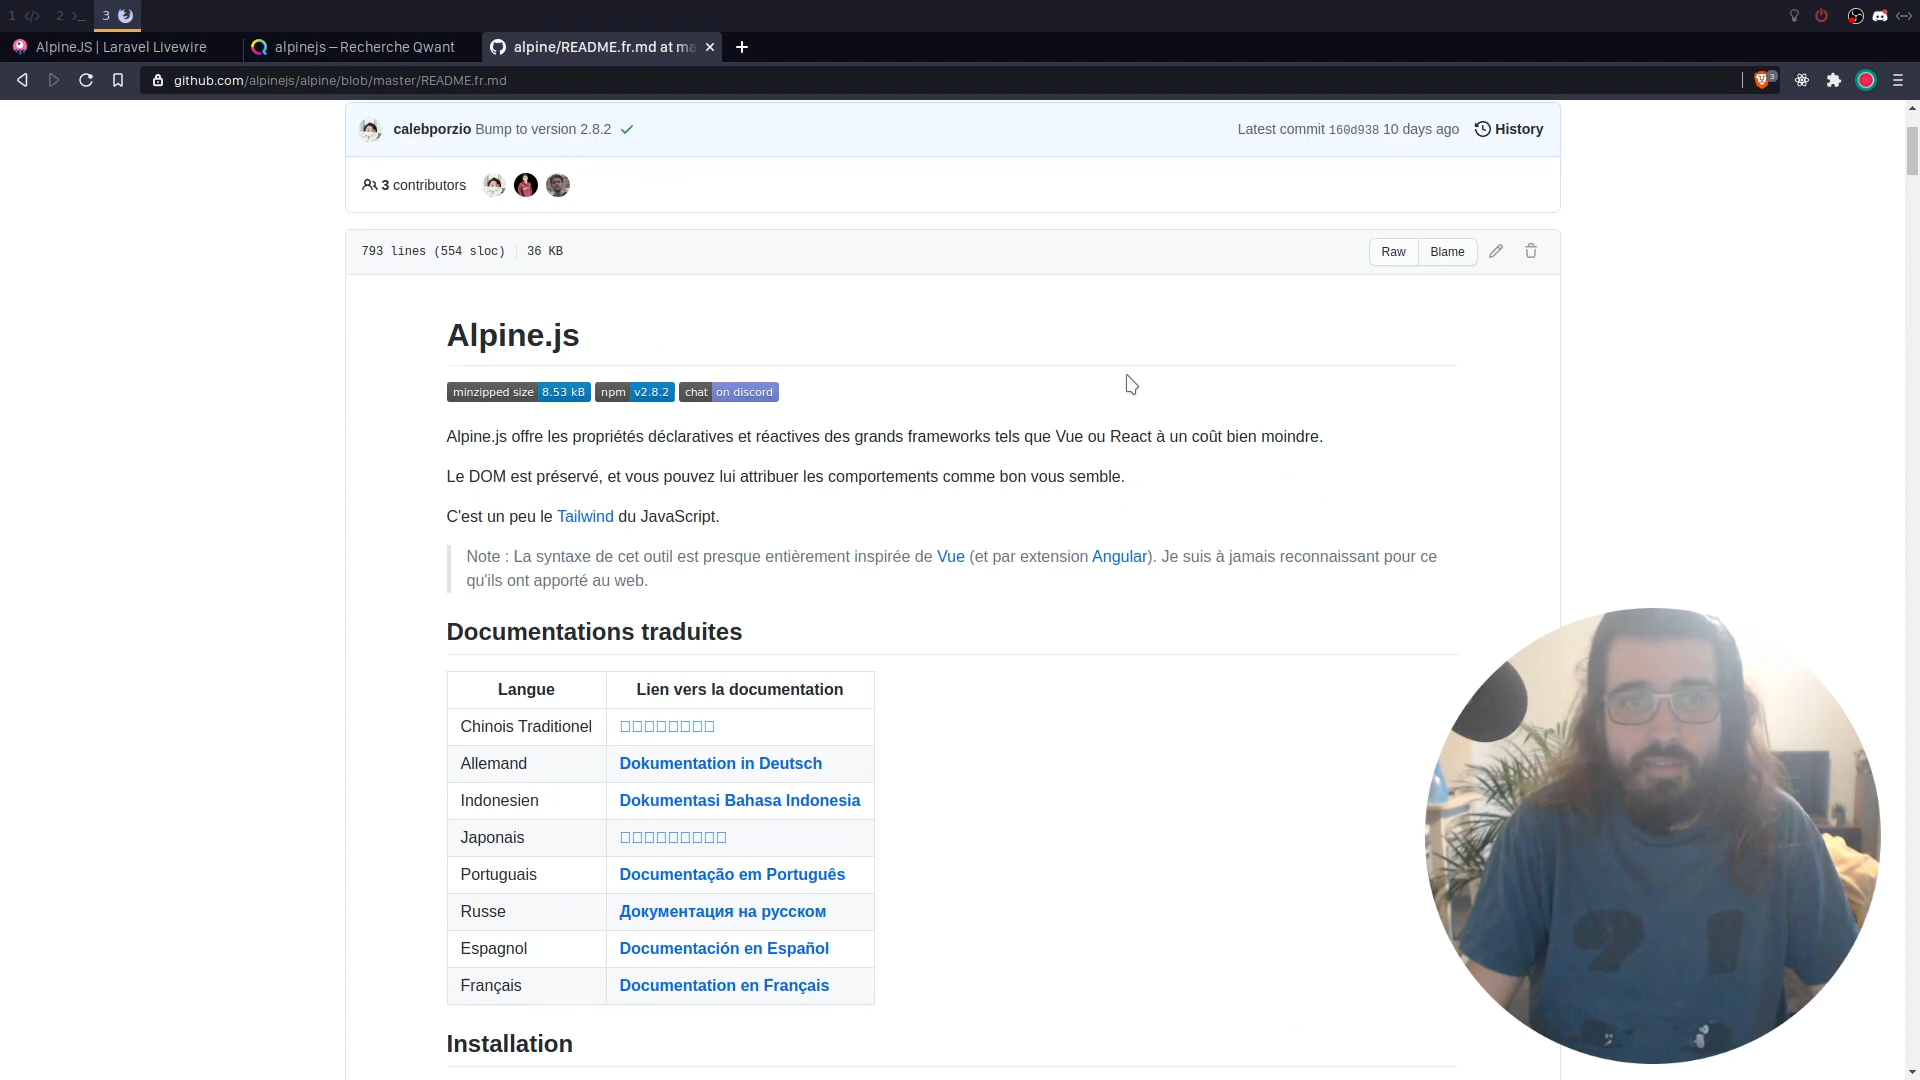 1 2 3
AlpineJS | Laravel Livewire
alpinejs – Recherche Qwant
alpine/README.fr.md at ma
github.com/alpinejs/alpine/blob/master/README.fr.md
3
calebporzio Bump to version 2.8.2
Latest commit 160d938 10 days ago
History
3 contributors
793 lines (554 sloc)
36 KB
Raw
Blame
Alpine.js
minzipped size 8.53 kB
npm v2.8.2
chat on discord
Alpine.js offre les propriétés déclaratives et réactives des grands frameworks tels que Vue ou React à un coût bien moindre.
Le DOM est préservé, et vous pouvez lui attribuer les comportements comme bon vous semble.
C'est un peu le Tailwind du JavaScript.
Note : La syntaxe de cet outil est presque entièrement inspirée de Vue (et par extension Angular). Je suis à jamais reconnaissant pour ce
qu'ils ont apporté au web.
Documentations traduites
Langue Lien vers la documentation
Chinois Traditionel
Allemand Dokumentation in Deutsch
Indonesien Dokumentasi Bahasa Indonesia
Japonais
Portuguais Documentação em Português
Russe Документация на русском
Espagnol Documentación en Español
Français Documentation en Français
Installation